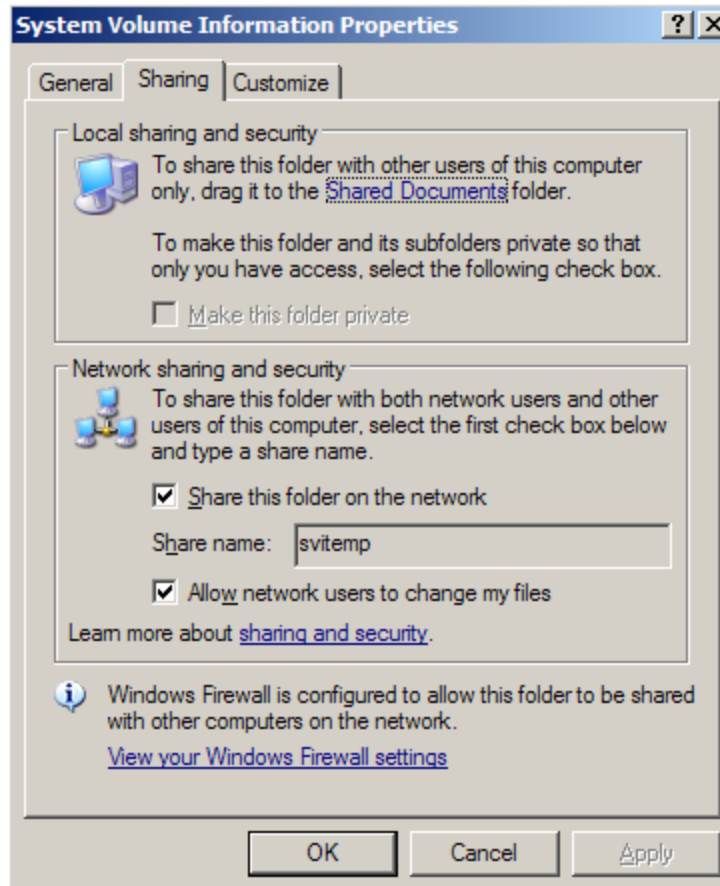 System Volume Information Properties
General Sharing Customize
Local sharing and security
To share this folder with other users of this computer
only, drag it to the Shared Documents folder.
To make this folder and its subfolders private so that
only you have access, select the following check box.
Make this folder private
Network sharing and security
To share this folder with both network users and other
users of this computer, select the first check box below
and type a share name.
Share this folder on the network
Share name: svitemp
Allow network users to change my files
Learn more about sharing and security.
Windows Firewall is configured to allow this folder to be shared
with other computers on the network.
View your Windows Firewall settings
OK Cancel Apply